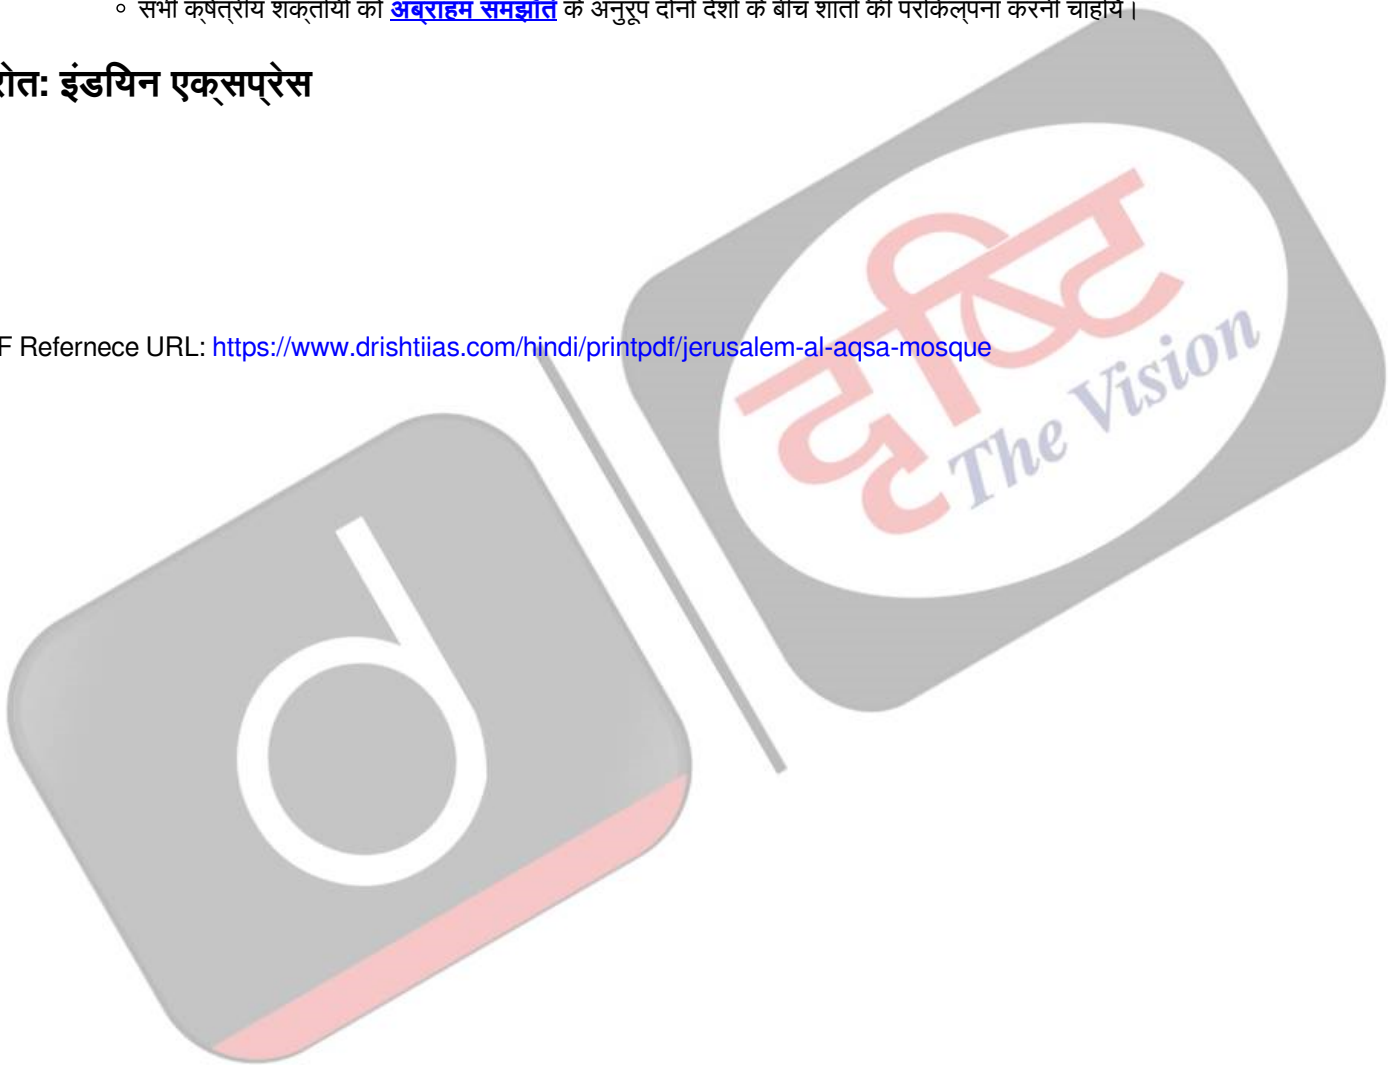 सभी क्षेत्रीय शक्तियों को अब्राहम समझौते के अनुरूप दोनों देशों के बीच शांति की परिकल्पना करनी चाहिये।
रोत: इंडियन एक्सप्रेस
F Refernece URL: https://www.drishtiias.com/hindi/printpdf/jerusalem-al-aqsa-mosque
दृष्टि
The Vision
d